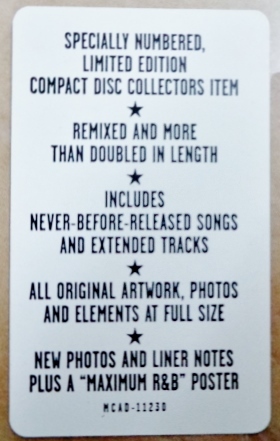 SPECIALLY NUMBERED,
LIMITED EDITION
COMPACT DISC COLLECTORS ITEM
★
REMIXED AND MORE
THAN DOUBLED IN LENGTH
★
INCLUDES
NEVER-BEFORE-RELEASED SONGS
AND EXTENDED TRACKS
★
ALL ORIGINAL ARTWORK, PHOTOS
AND ELEMENTS AT FULL SIZE
★
NEW PHOTOS AND LINER NOTES
PLUS A "MAXIMUM R&B" POSTER
MCAD-11230